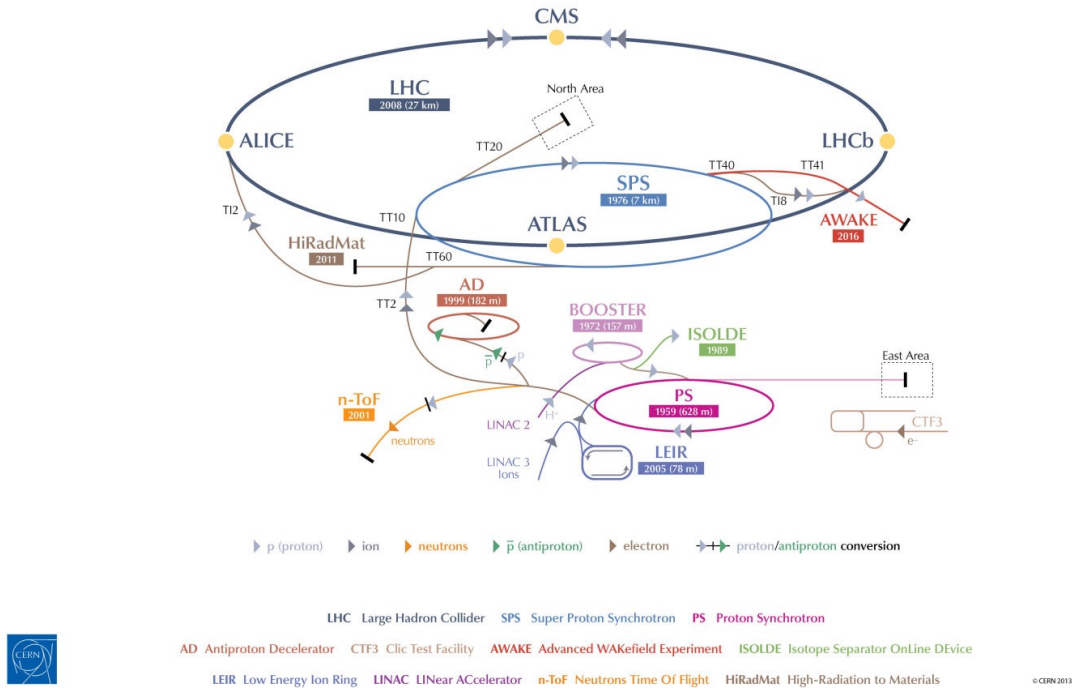 CMS
LHC
2008 (27 km)
North Area
ALICE
LHCb
TT20
TT40
TT41
SPS
1976 (7 km)
TI8
TI2
TT10
ATLAS
AWAKE
2016
HiRadMat
2011
TT60
AD
1999 (182 m)
TT2
BOOSTER
1972 (157 m)
ISOLDE
1989
p̅
p
East Area
n-ToF
2001
PS
1959 (628 m)
H⁻
LINAC 2
neutrons
CTF3
e⁻
LINAC 3
Ions
LEIR
2005 (78 m)
p (proton) ion neutrons p̅ (antiproton) electron proton/antiproton conversion
LHC Large Hadron Collider SPS Super Proton Synchrotron PS Proton Synchrotron
AD Antiproton Decelerator CTF3 Clic Test Facility AWAKE Advanced WAKefield Experiment ISOLDE Isotope Separator OnLine DEvice
LEIR Low Energy Ion Ring LINAC LINear ACcelerator n-ToF Neutrons Time Of Flight HiRadMat High-Radiation to Materials
CERN
© CERN 2013